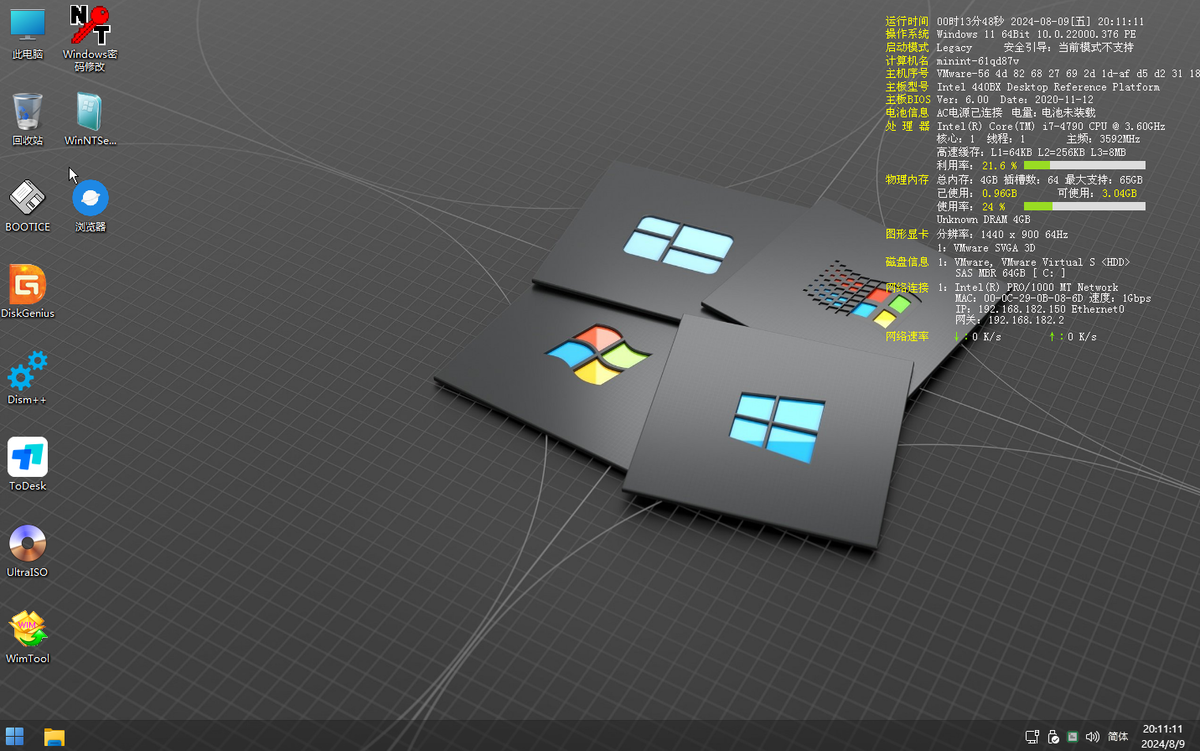 此电脑
Windows密
码修改
回收站
WinNTSe...
BOOTICE
浏览器
DiskGenius
Dism++
ToDesk
UltraISO
WIM
WimTool
运行时间 00时13分48秒 2024-08-09[五] 20:11:11
操作系统 Windows 11 64Bit 10.0.22000.376 PE
启动模式 Legacy 安全引导: 当前模式不支持
计算机名 minint-61qd87v
主机序号 VMware-56 4d 82 68 27 69 2d 1d-af d5 d2 31 18
主板型号 Intel 440BX Desktop Reference Platform
主板BIOS Ver: 6.00 Date: 2020-11-12
电池信息 AC电源已连接 电量: 电池未装载
处 理 器 Intel(R) Core(TM) i7-4790 CPU @ 3.60GHz
核心: 1 线程: 1 主频: 3592MHz
高速缓存: L1=64KB L2=256KB L3=8MB
利用率: 21.6 %
物理内存 总内存: 4GB 插槽数: 64 最大支持: 65GB
已使用: 0.96GB 可使用: 3.04GB
使用率: 24 %
Unknown DRAM 4GB
图形显卡 分辨率: 1440 x 900 64Hz
1: VMware SVGA 3D
磁盘信息 1: VMware, VMware Virtual S <HDD>
SAS MBR 64GB [ C: ]
网络连接 1: Intel(R) PRO/1000 MT Network
MAC: 00-0C-29-0B-08-6D 速度: 1Gbps
IP: 192.168.182.150 Ethernet0
网关: 192.168.182.2
网络速率 ↓:0 K/s ↑:0 K/s
简体
20:11:11
2024/8/9